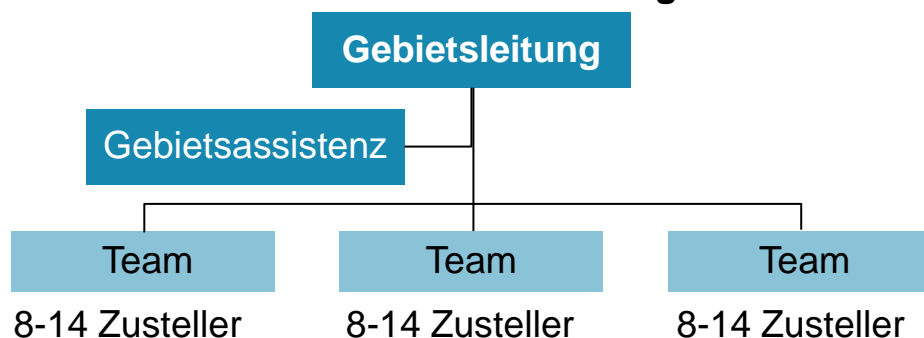 Gebietsleitung
Gebietsassistenz
Team Team Team
8-14 Zusteller 8-14 Zusteller 8-14 Zusteller